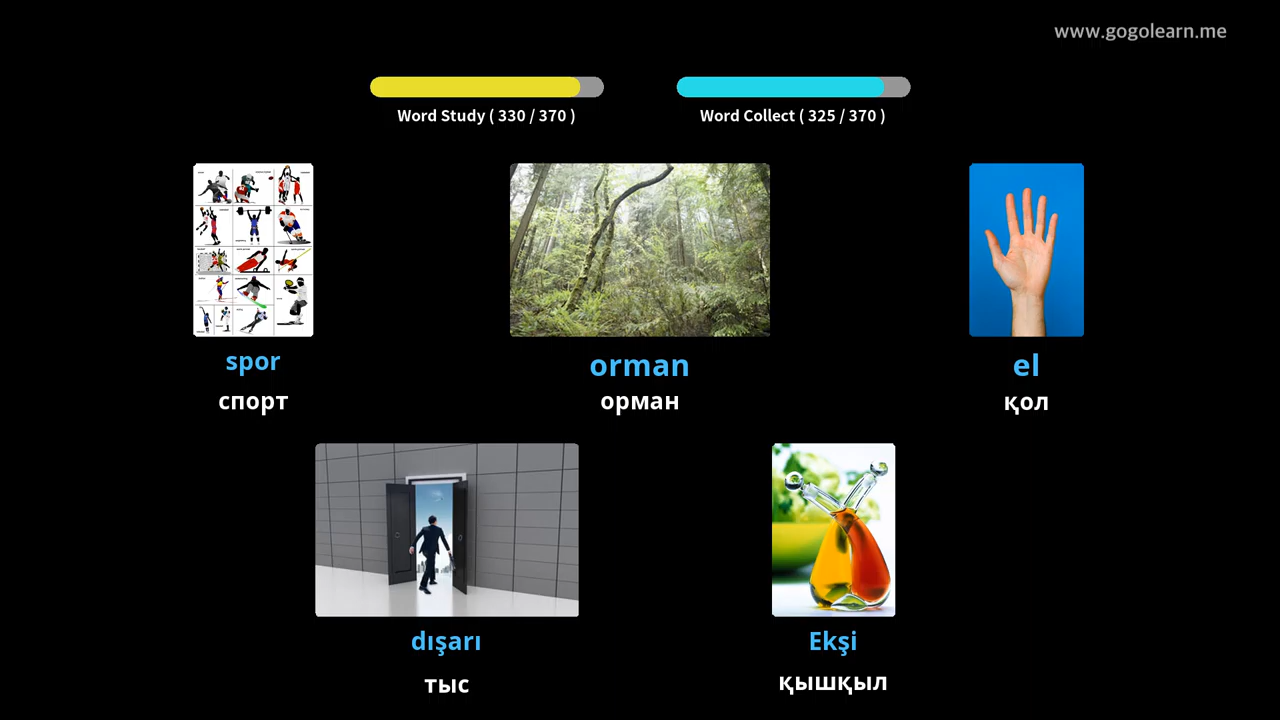 www.gogolearn.me
Word Study ( 330 / 370 )
Word Collect ( 325 / 370 )
spor
orman
el
спорт
орман
қол
dışarı
Ekşi
тыс
қышқыл